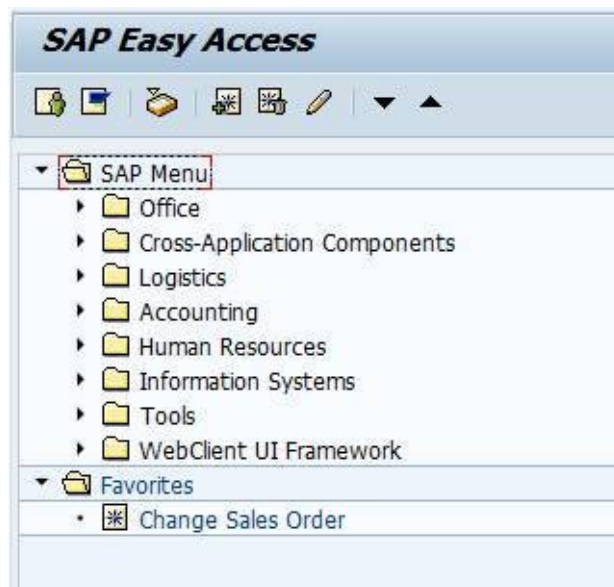 SAP Easy Access
SAP Menu
Office
Cross-Application Components
Logistics
Accounting
Human Resources
Information Systems
Tools
WebClient UI Framework
Favorites
Change Sales Order